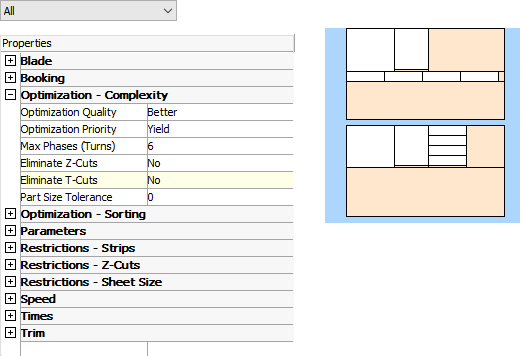 All
Properties
Blade
Booking
Optimization - Complexity
Optimization Quality Better
Optimization Priority Yield
Max Phases (Turns) 6
Eliminate Z-Cuts No
Eliminate T-Cuts No
Part Size Tolerance 0
Optimization - Sorting
Parameters
Restrictions - Strips
Restrictions - Z-Cuts
Restrictions - Sheet Size
Speed
Times
Trim